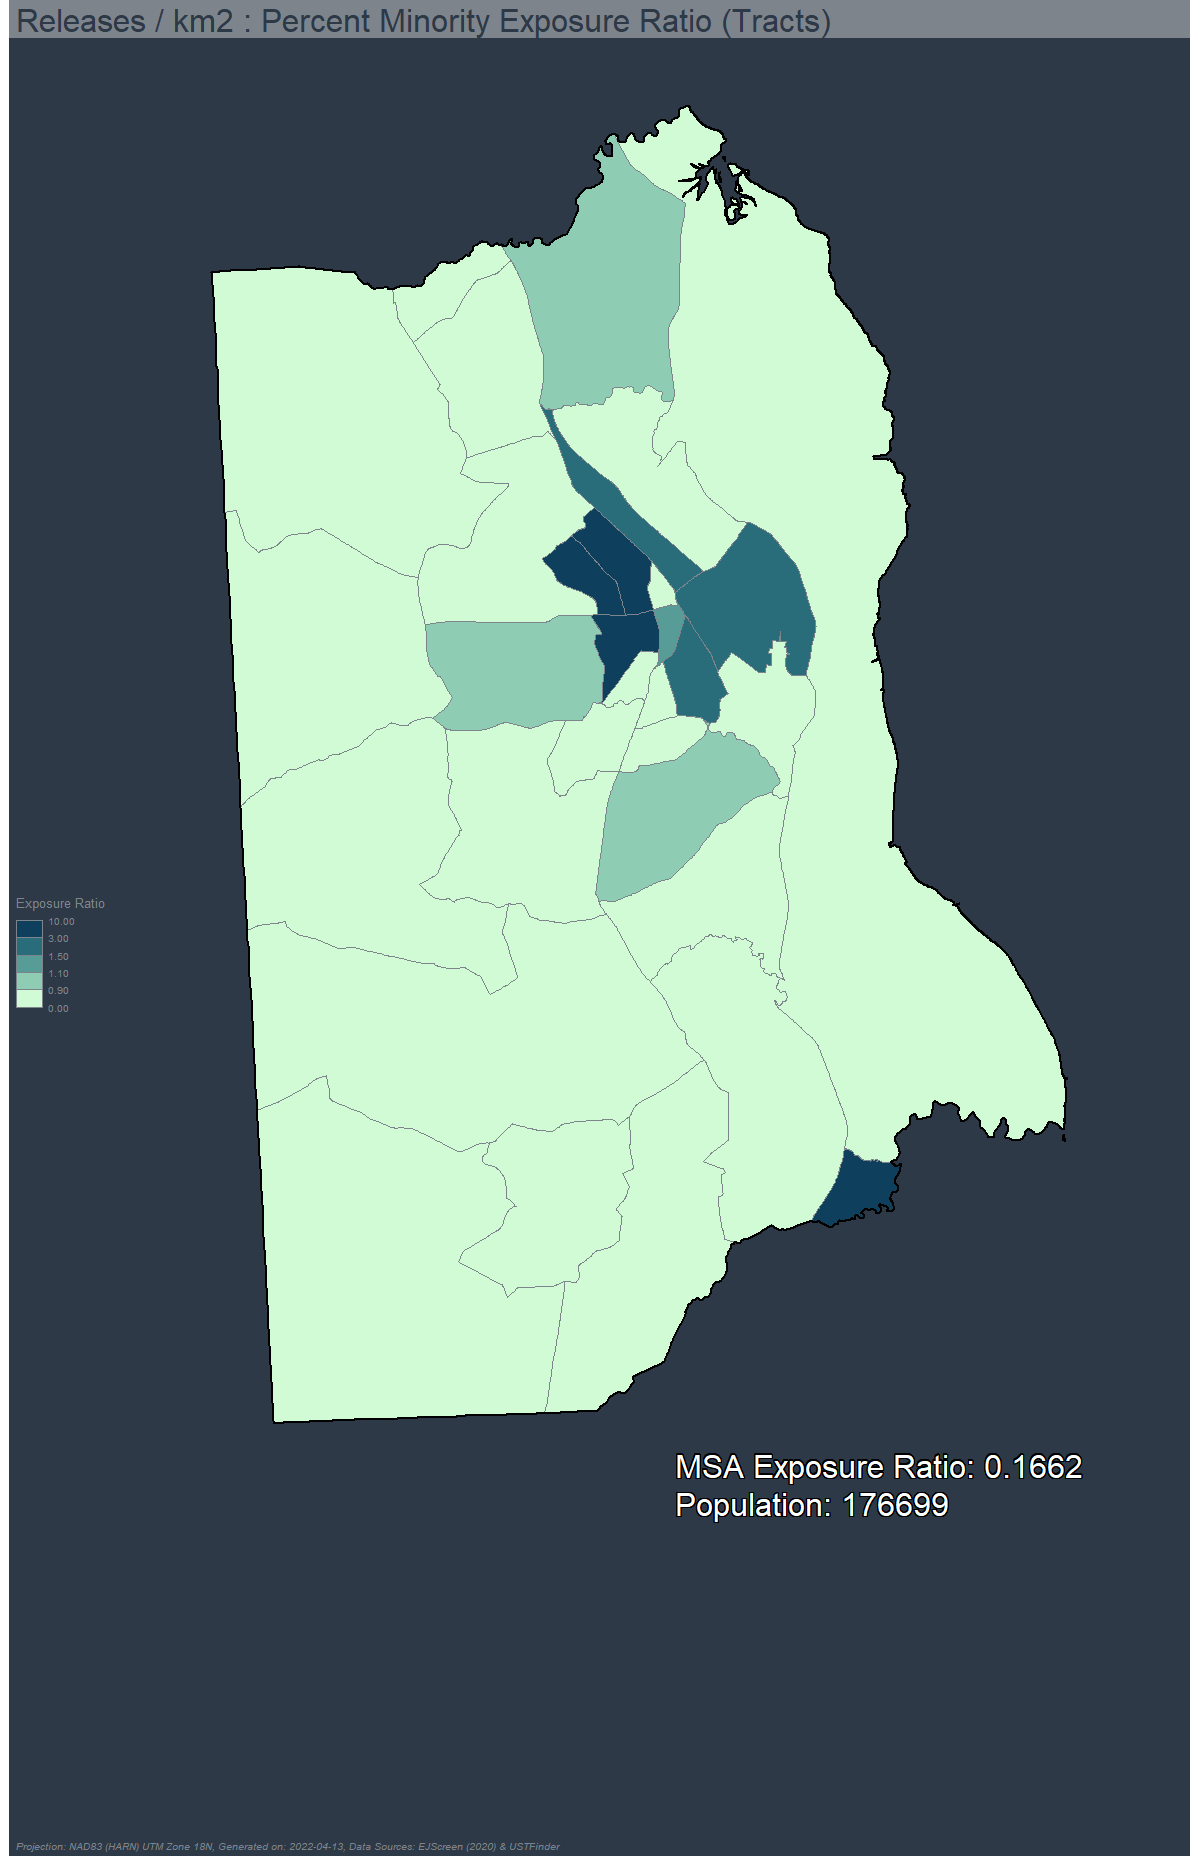 Releases / km2 : Percent Minority Exposure Ratio (Tracts)
Exposure Ratio
10.00
3.00
1.50
1.10
0.90
0.00
MSA Exposure Ratio: 0.1662
Population: 176699
Projection: NAD83 (HARN) UTM Zone 18N, Generated on: 2022-04-13, Data Sources: EJScreen (2020) & USTFinder